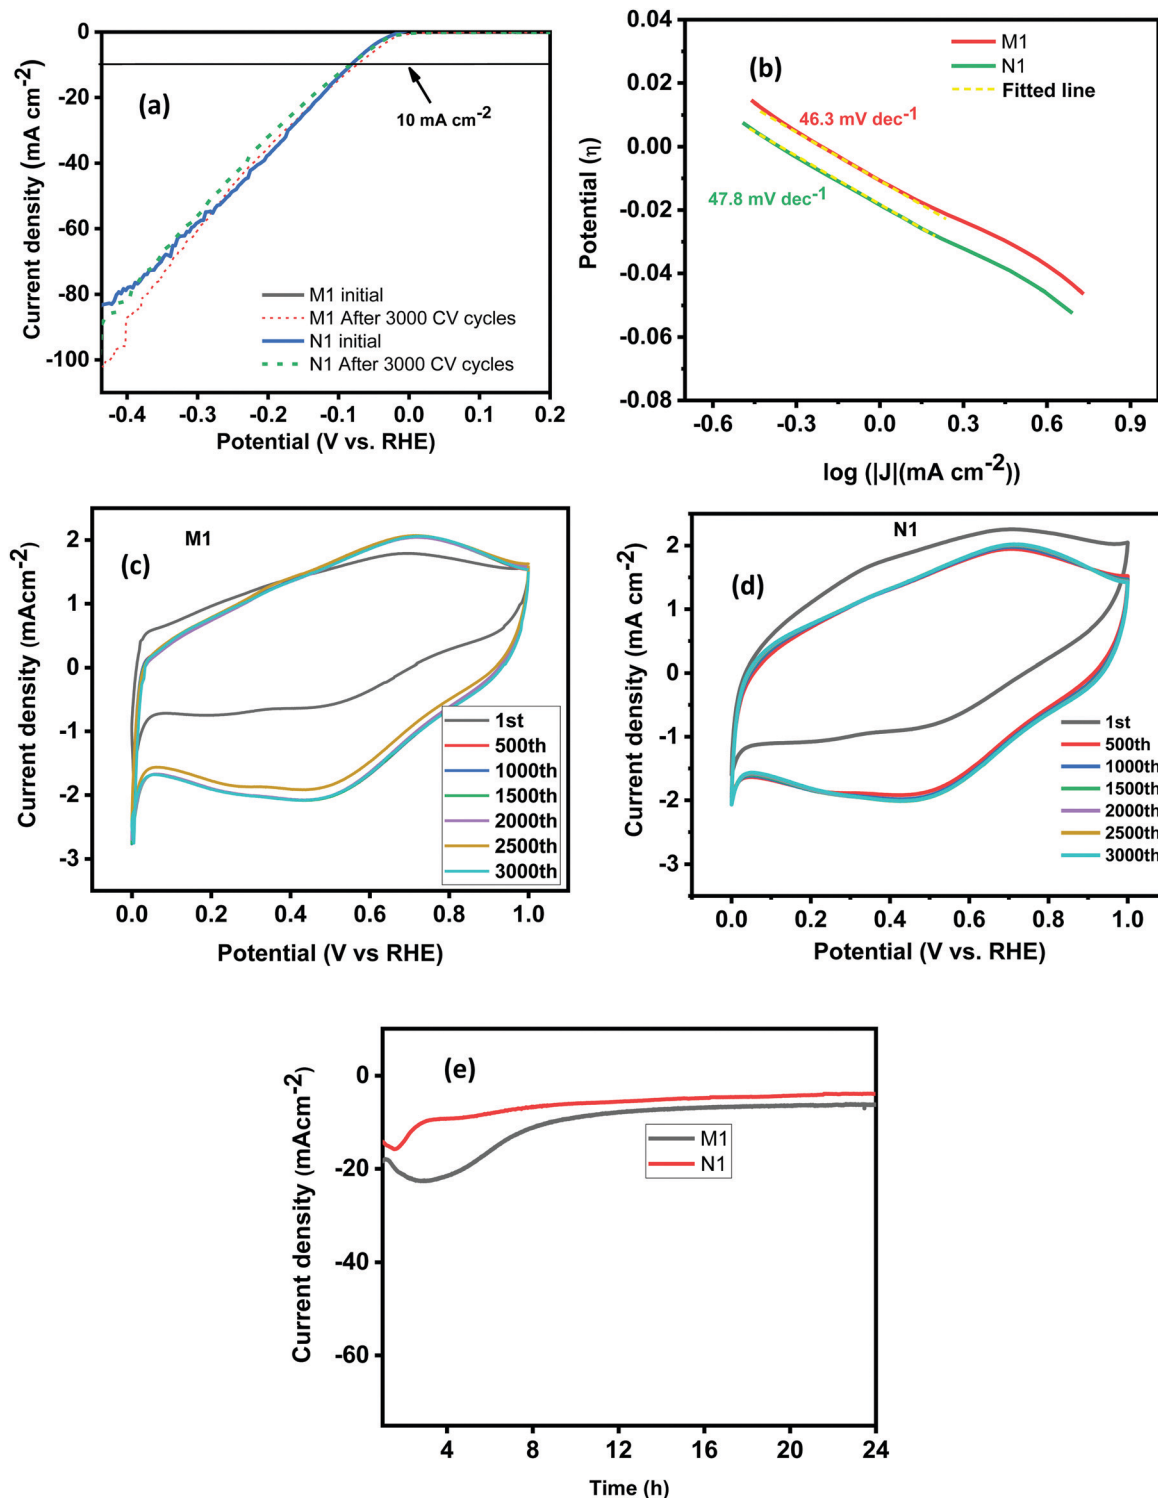 (a)
0
-20
-40
-60
-80
-100
Current density (mA cm-2)
10 mA cm-2
M1 initial
M1 After 3000 CV cycles
N1 initial
N1 After 3000 CV cycles
-0.4 -0.3 -0.2 -0.1 0.0 0.1 0.2
Potential (V vs. RHE)
(b)
0.04
0.02
0.00
-0.02
-0.04
-0.06
-0.08
Potential (η)
M1
N1
Fitted line
46.3 mV dec-1
47.8 mV dec-1
-0.6 -0.3 0.0 0.3 0.6 0.9
log (|J|(mA cm-2))
(c)
M1
2
1
0
-1
-2
-3
Current density (mAcm-2)
1st
500th
1000th
1500th
2000th
2500th
3000th
0.0 0.2 0.4 0.6 0.8 1.0
Potential (V vs RHE)
(d)
N1
2
1
0
-1
-2
-3
Current density (mA cm-2)
1st
500th
1000th
1500th
2000th
2500th
3000th
0.0 0.2 0.4 0.6 0.8 1.0
Potential (V vs. RHE)
(e)
0
-20
-40
-60
Current density (mAcm-2)
M1
N1
4 8 12 16 20 24
Time (h)